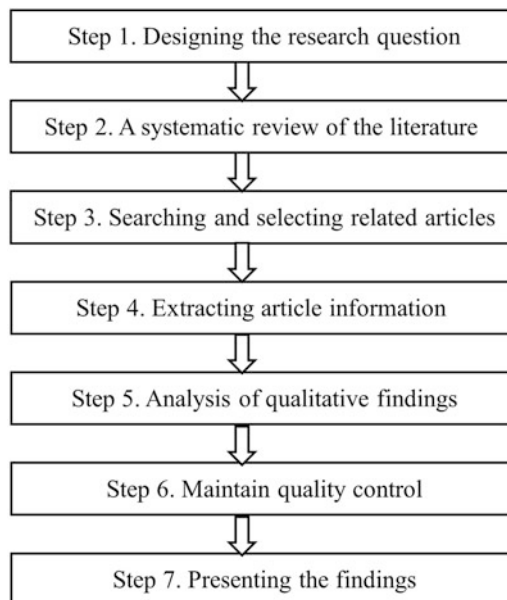 Step 1. Designing the research question
Step 2. A systematic review of the literature
Step 3. Searching and selecting related articles
Step 4. Extracting article information
Step 5. Analysis of qualitative findings
Step 6. Maintain quality control
Step 7. Presenting the findings